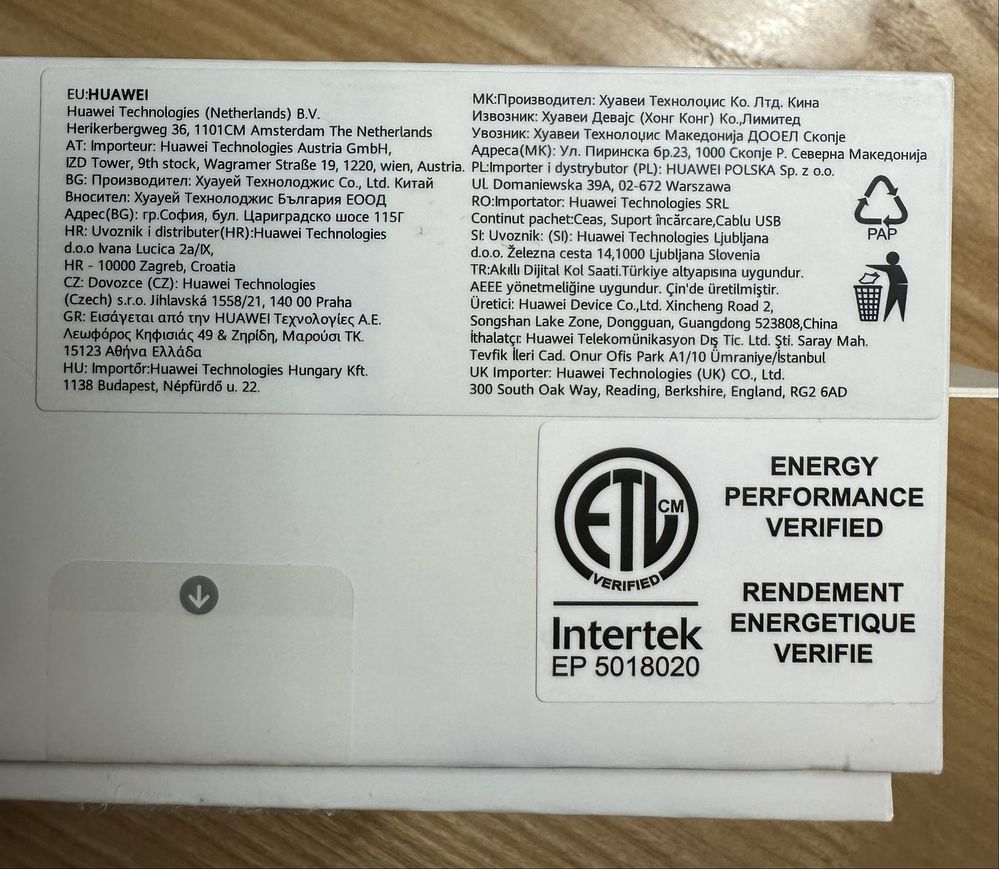 EU:HUAWEI
Huawei Technologies (Netherlands) B.V.
Herikerbergweg 36, 1101CM Amsterdam The Netherlands
AT: Importeur: Huawei Technologies Austria GmbH,
IZD Tower, 9th stock, Wagramer Straße 19, 1220, wien, Austria.
BG: Производител: Хуауей Технолоджис Co., Ltd. Китай
Вносител: Хуауей Технолоджис България ЕООД
Адрес(BG): гр.София, бул. Цариградско шосе 115Г
HR: Uvoznik i distributer(HR):Huawei Technologies
d.o.o Ivana Lucica 2a/IX,
HR - 10000 Zagreb, Croatia
CZ: Dovozce (CZ): Huawei Technologies
(Czech) s.r.o. Jihlavská 1558/21, 140 00 Praha
GR: Εισάγεται από την HUAWEI Τεχνολογίες Α.Ε.
Λεωφόρος Κηφισίας 49 & Ζηρίδη, Μαρούσι ΤΚ.
15123 Αθήνα Ελλάδα
HU: Importőr:Huawei Technologies Hungary Kft.
1138 Budapest, Népfürdő u. 22.
MK:Производител: Хуавеи Технолоџис Ко. Лтд. Кина
Извозник: Хуавеи Девајс (Хонг Конг) Ко.,Лимитед
Увозник: Хуавеи Технолоџис Македонија ДООЕЛ Скопје
Адреса(МК): Ул. Пиринска бр.23, 1000 Скопје Р. Северна Македонија
PL:Importer i dystrybutor (PL): HUAWEI POLSKA Sp. z o.o.
Ul. Domaniewska 39A, 02-672 Warszawa
RO:Importator: Huawei Technologies SRL
Continut pachet:Ceas, Suport încărcare,Cablu USB
SI: Uvoznik: (SI): Huawei Technologies Ljubljana
d.o.o. Železna cesta 14,1000 Ljubljana Slovenia
TR:Akıllı Dijital Kol Saati.Türkiye altyapısına uygundur.
AEEE yönetmeliğine uygundur. Çin'de üretilmiştir.
Üretici: Huawei Device Co.,Ltd. Xincheng Road 2,
Songshan Lake Zone, Dongguan, Guangdong 523808,China
İthalatçı: Huawei Telekomünikasyon Dış Tic. Ltd. Şti. Saray Mah.
Tevfik İleri Cad. Onur Ofis Park A1/10 Ümraniye/İstanbul
UK Importer: Huawei Technologies (UK) CO., Ltd.
300 South Oak Way, Reading, Berkshire, England, RG2 6AD
PAP
ETL CM
VERIFIED
Intertek
EP 5018020
ENERGY
PERFORMANCE
VERIFIED
RENDEMENT
ENERGETIQUE
VERIFIE